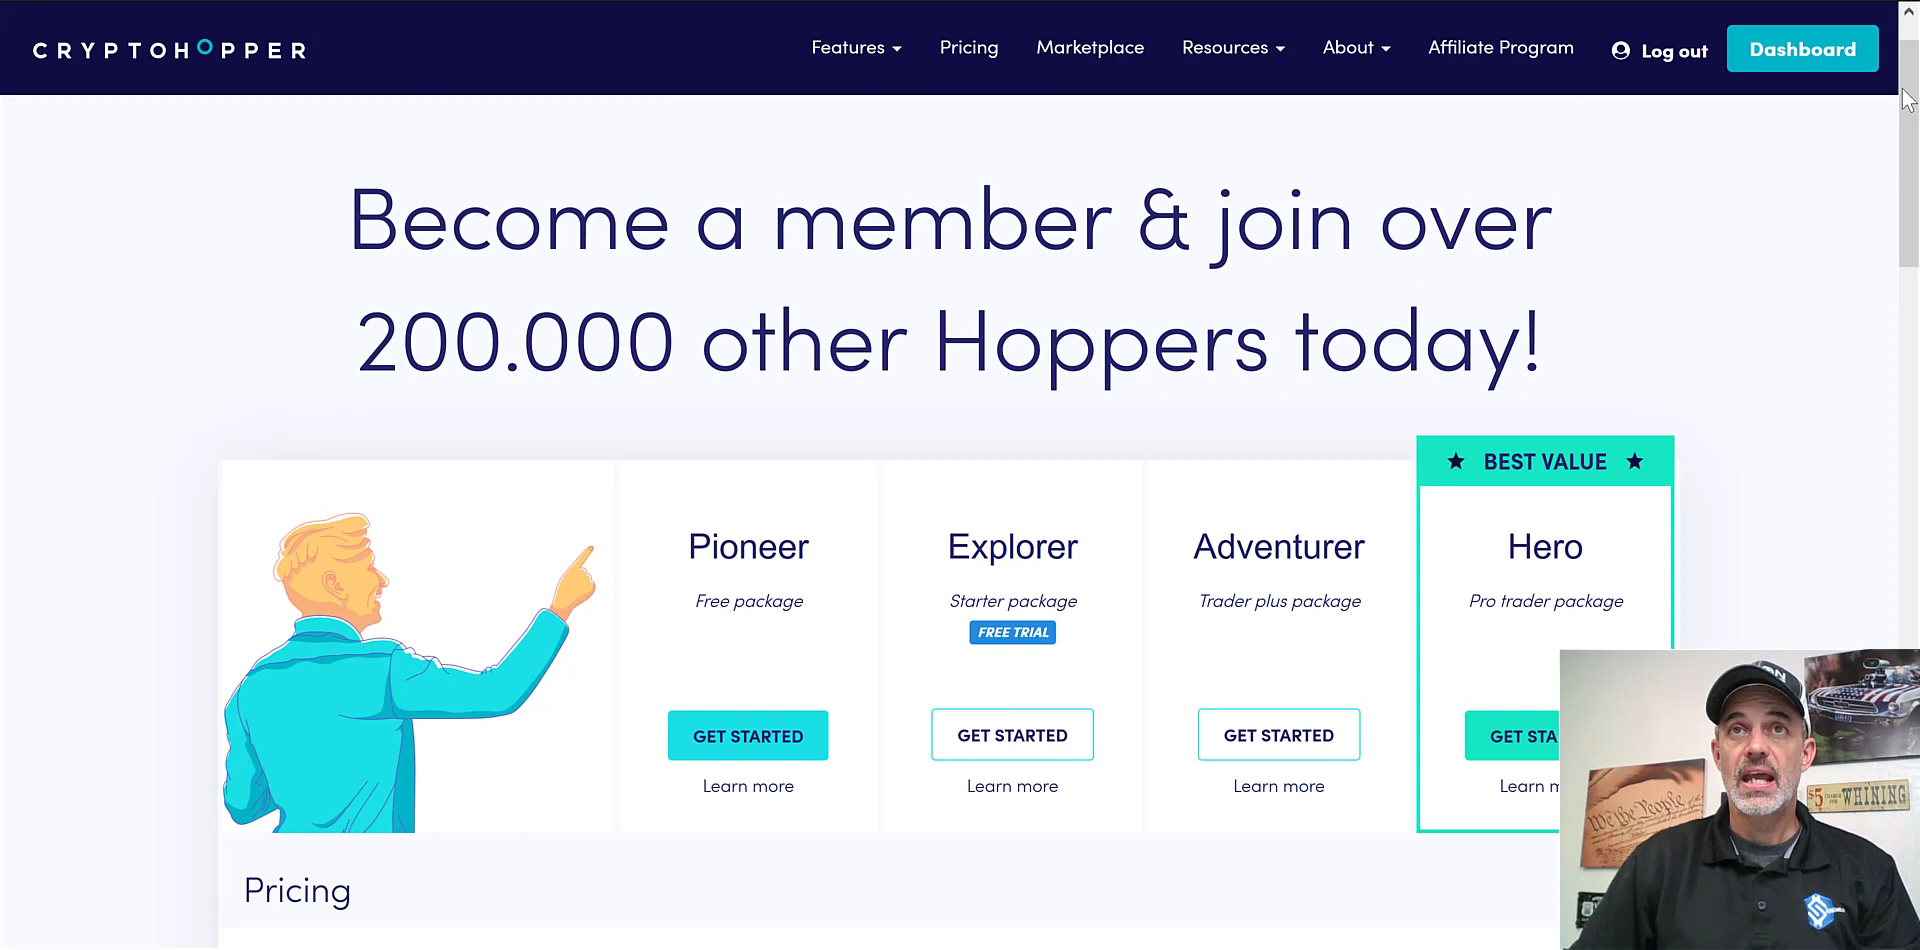 CRYPTOHOPPER
Features
Pricing
Marketplace
Resources
About
Affiliate Program
Log out
Dashboard
Become a member & join over
200.000 other Hoppers today!
BEST VALUE
Pioneer
Explorer
Adventurer
Hero
Free package
Starter package
Trader plus package
Pro trader package
FREE TRIAL
GET STARTED
GET STARTED
GET STARTED
GET STA
Learn more
Learn more
Learn more
Learn
Pricing
We the People
$5 CHARGE FOR WHINING